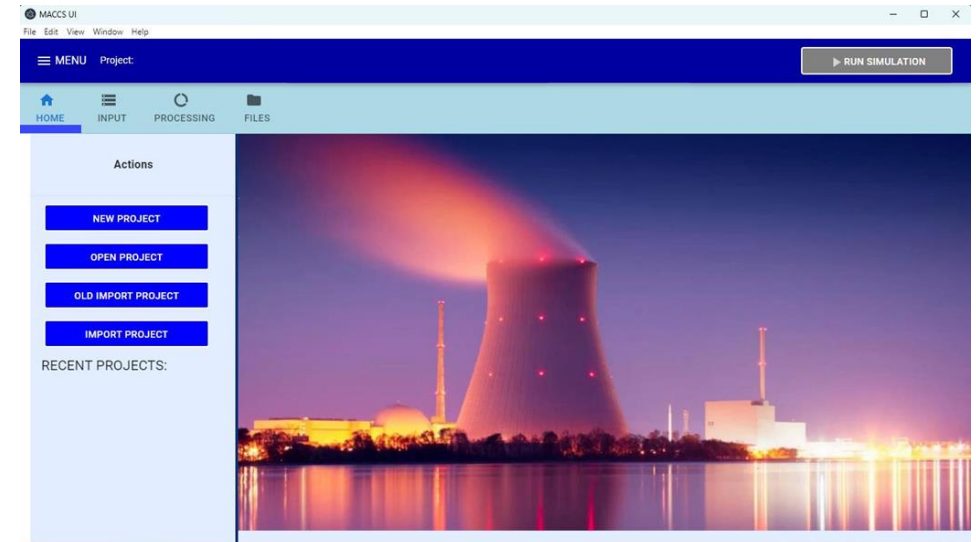 MACCS UI
File Edit View Window Help
MENU Project:
RUN SIMULATION
HOME INPUT PROCESSING FILES
Actions
NEW PROJECT
OPEN PROJECT
OLD IMPORT PROJECT
IMPORT PROJECT
RECENT PROJECTS: